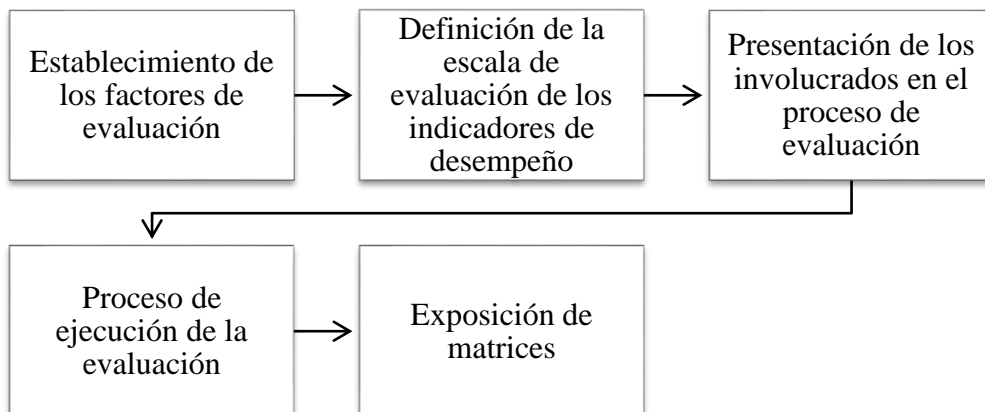 Establecimiento de
los factores de
evaluación
Definición de la
escala de
evaluación de los
indicadores de
desempeño
Presentación de los
involucrados en el
proceso de
evaluación
Proceso de
ejecución de la
evaluación
Exposición de
matrices